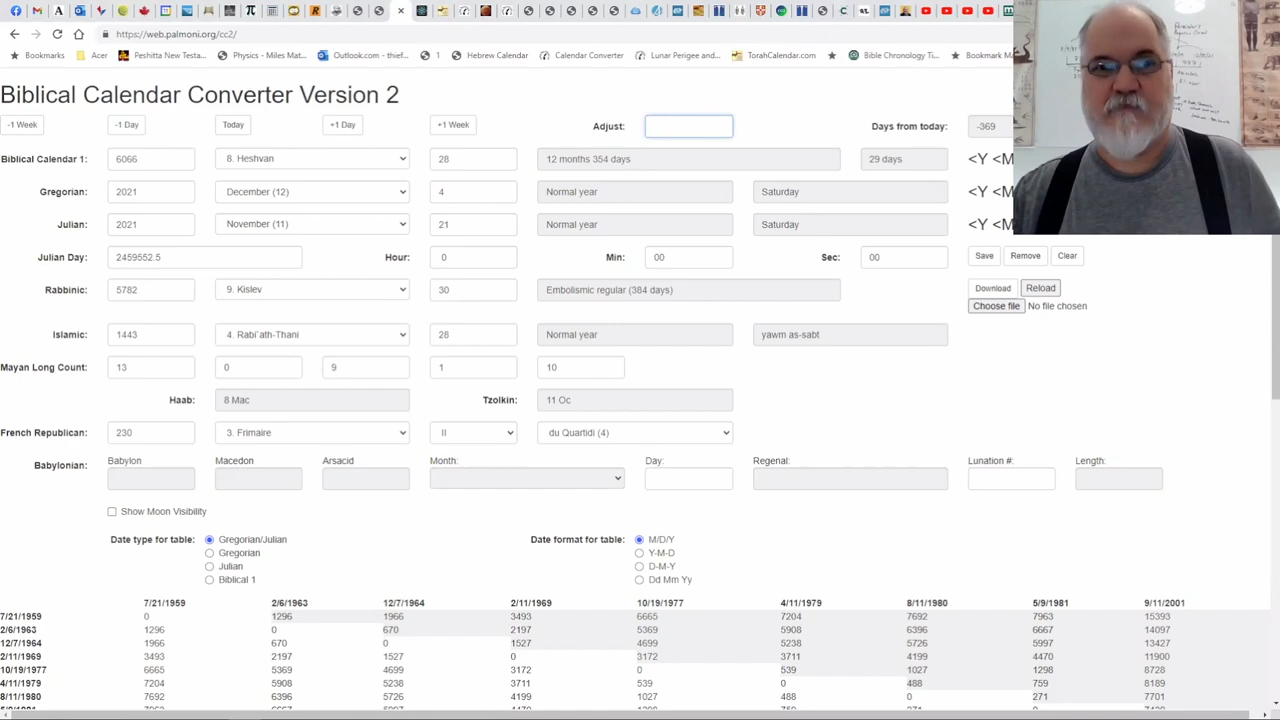 https://web.palmoni.org/cc2/
Bookmarks Acer Peshitta New Testa... Physics - Miles Mat... Outlook.com - thief... 1 Hebrew Calendar Calendar Converter Lunar Perigee and... TorahCalendar.com Bible Chronology Ti... Bookmark M
Biblical Calendar Converter Version 2
-1 Week -1 Day Today +1 Day +1 Week Adjust: Days from today: -369
Biblical Calendar 1: 6066 8. Heshvan 28 12 months 354 days 29 days <Y <M
Gregorian: 2021 December (12) 4 Normal year Saturday <Y <M
Julian: 2021 November (11) 21 Normal year Saturday <Y <M
Julian Day: 2459552.5 Hour: 0 Min: 00 Sec: 00 Save Remove Clear
Rabbinic: 5782 9. Kislev 30 Embolismic regular (384 days) Download Reload
Choose file No file chosen
Islamic: 1443 4. Rabi`ath-Thani 28 Normal year yawm as-sabt
Mayan Long Count: 13 0 9 1 10
Haab: 8 Mac Tzolkin: 11 Oc
French Republican: 230 3. Frimaire II du Quartidi (4)
Babylonian: Babylon Macedon Arsacid Month: Day: Regenal: Lunation #: Length:
Show Moon Visibility
Date type for table: Gregorian/Julian Date format for table: M/D/Y
Gregorian Y-M-D
Julian D-M-Y
Biblical 1 Dd Mm Yy
7/21/1959 2/6/1963 12/7/1964 2/11/1969 10/19/1977 4/11/1979 8/11/1980 5/9/1981 9/11/2001
7/21/1959 0 1296 1966 3493 6665 7204 7692 7963 15393
2/6/1963 1296 0 670 2197 5369 5908 6396 6667 14097
12/7/1964 1966 670 0 1527 4699 5238 5726 5997 13427
2/11/1969 3493 2197 1527 0 3172 3711 4199 4470 11900
10/19/1977 6665 5369 4699 3172 0 539 1027 1298 8728
4/11/1979 7204 5908 5238 3711 539 0 488 759 8189
8/11/1980 7692 6396 5726 4199 1027 488 0 271 7701